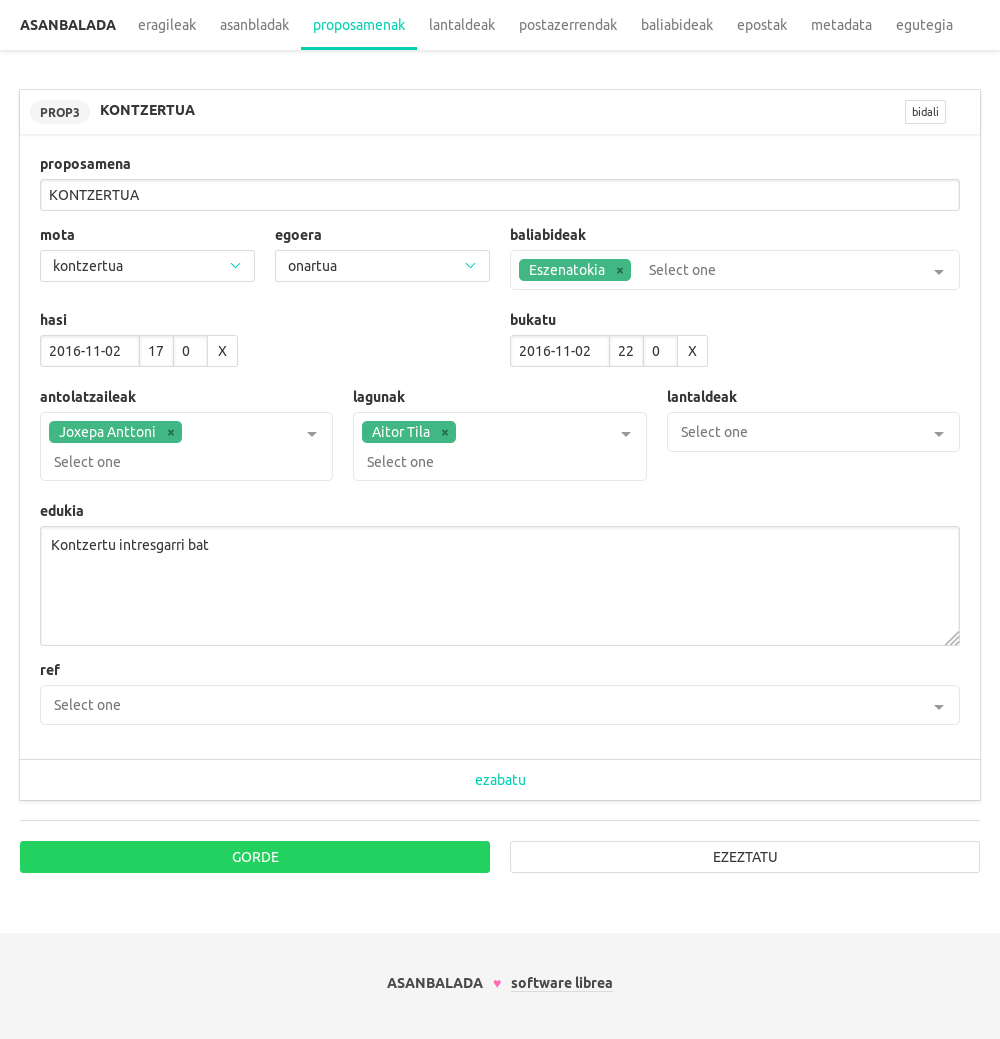 ASANBALADA eragileak asanbladak proposamenak lantaldeak postazerrendak baliabideak epostak metadata egutegia
PROP3 KONTZERTUA bidali
proposamena
KONTZERTUA
mota egoera baliabideak
kontzertua onartua Eszenatokia × Select one
hasi bukatu
2016-11-02 17 0 X 2016-11-02 22 0 X
antolatzaileak lagunak lantaldeak
Joxepa Anttoni × Aitor Tila × Select one
Select one Select one
edukia
Kontzertu intresgarri bat
ref
Select one
ezabatu
GORDE EZEZTATU
ASANBALADA ♥ software librea